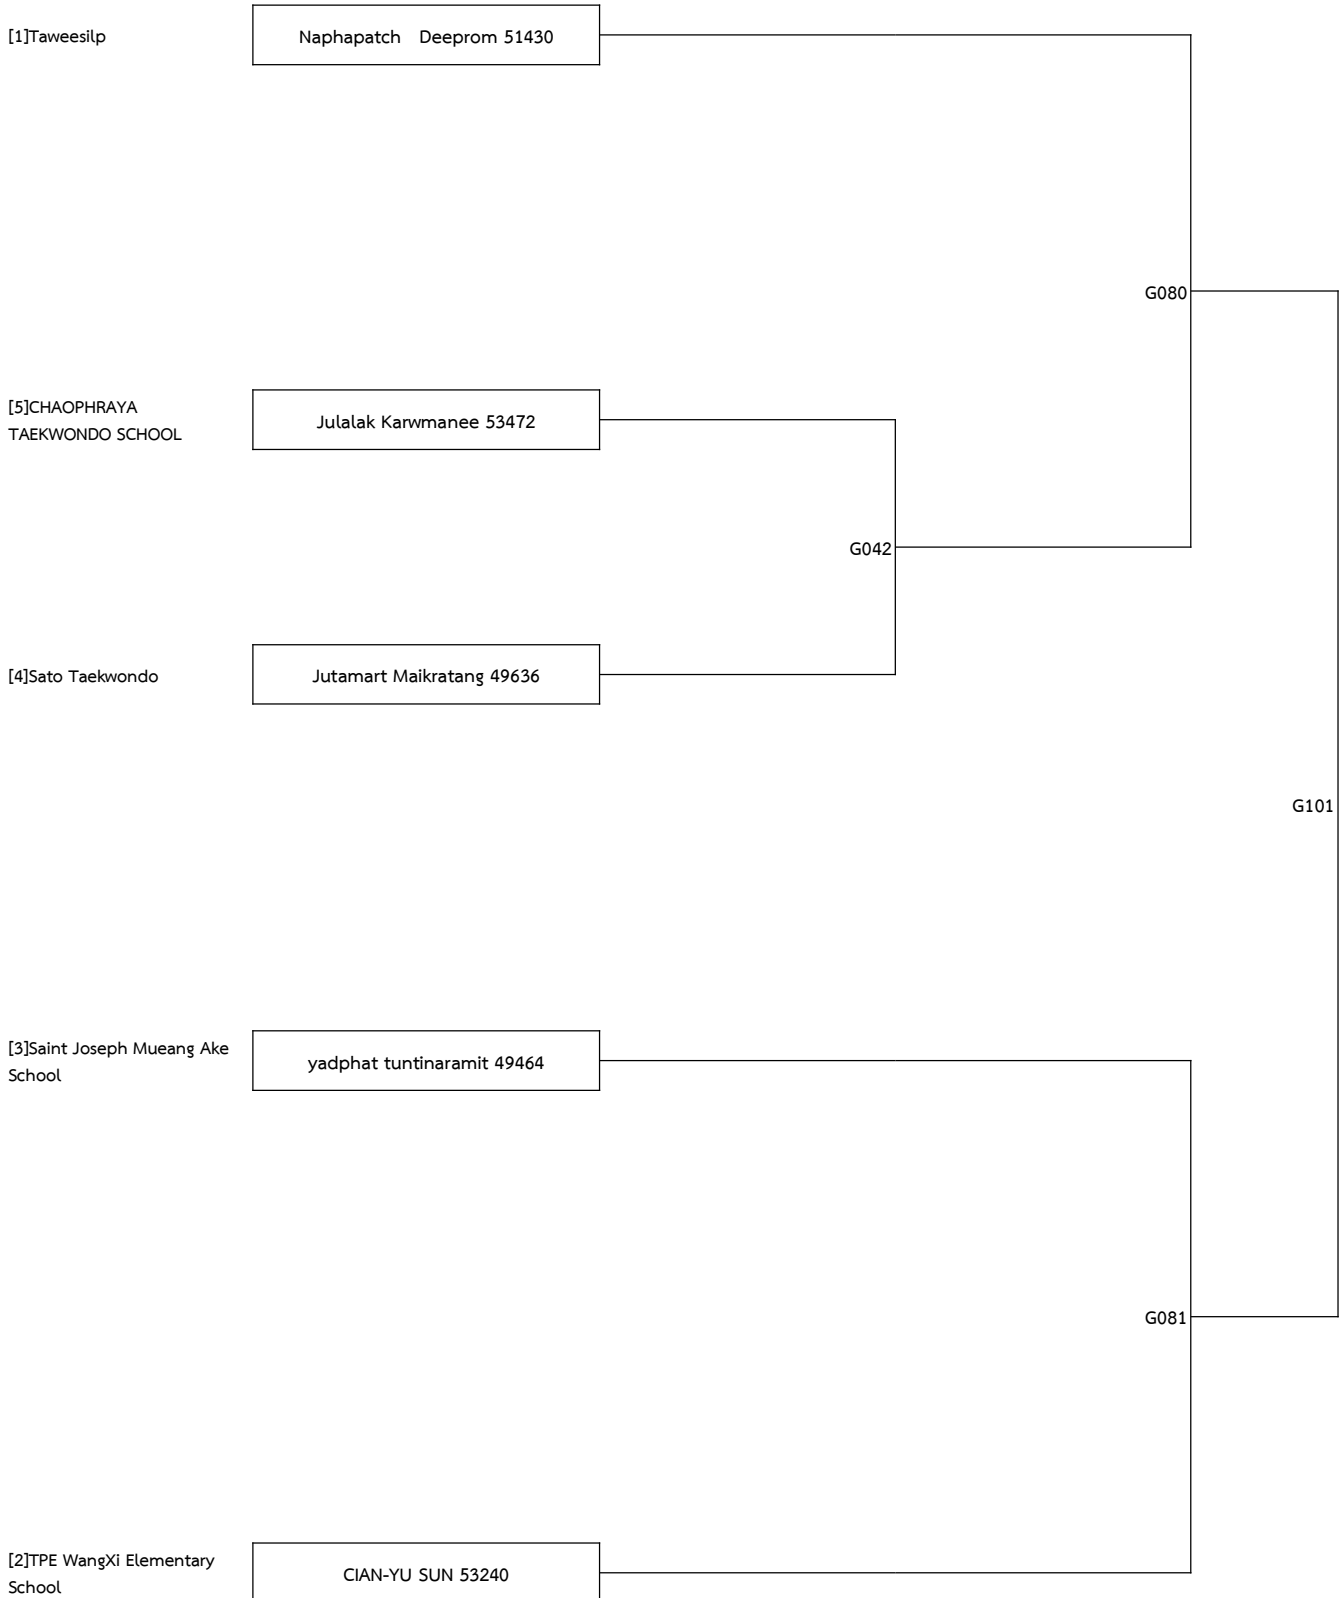 [1]Taweesilp
Naphapatch Deeprom 51430
G080
[5]CHAOPHRAYA
TAEKWONDO SCHOOL
Julalak Karwmanee 53472
G042
[4]Sato Taekwondo
Jutamart Maikratang 49636
G101
[3]Saint Joseph Mueang Ake
School
yadphat tuntinaramit 49464
G081
[2]TPE WangXi Elementary
School
CIAN-YU SUN 53240